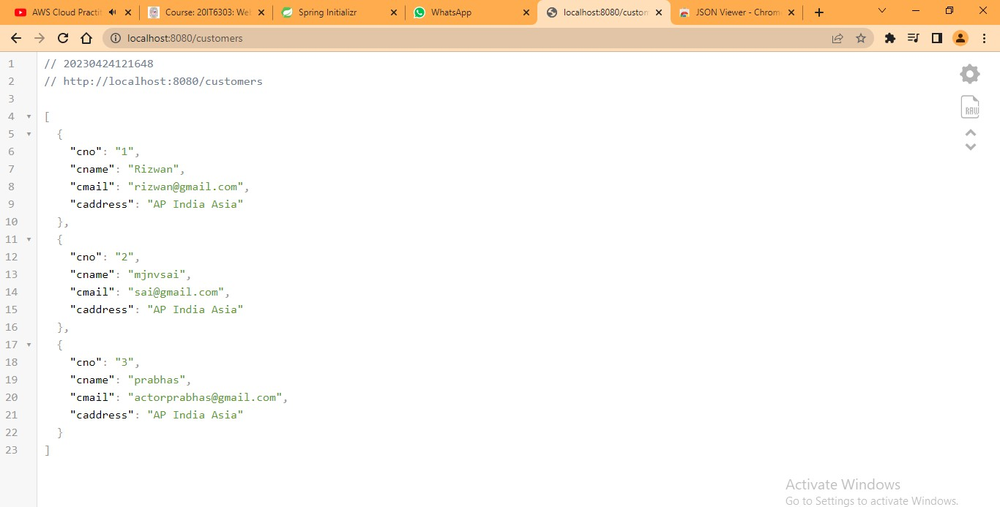 AWS Cloud Practit
Course: 20IT6303: Web
Spring Initializr
WhatsApp
localhost:8080/custom
JSON Viewer - Chrom
localhost:8080/customers
1 // 20230424121648
2 // http://localhost:8080/customers
3
4 [
5 {
6 "cno": "1",
7 "cname": "Rizwan",
8 "cmail": "rizwan@gmail.com",
9 "caddress": "AP India Asia"
10 },
11 {
12 "cno": "2",
13 "cname": "mjnvsai",
14 "cmail": "sai@gmail.com",
15 "caddress": "AP India Asia"
16 },
17 {
18 "cno": "3",
19 "cname": "prabhas",
20 "cmail": "actorprabhas@gmail.com",
21 "caddress": "AP India Asia"
22 }
23 ]
RAW
Activate Windows
Go to Settings to activate Windows.